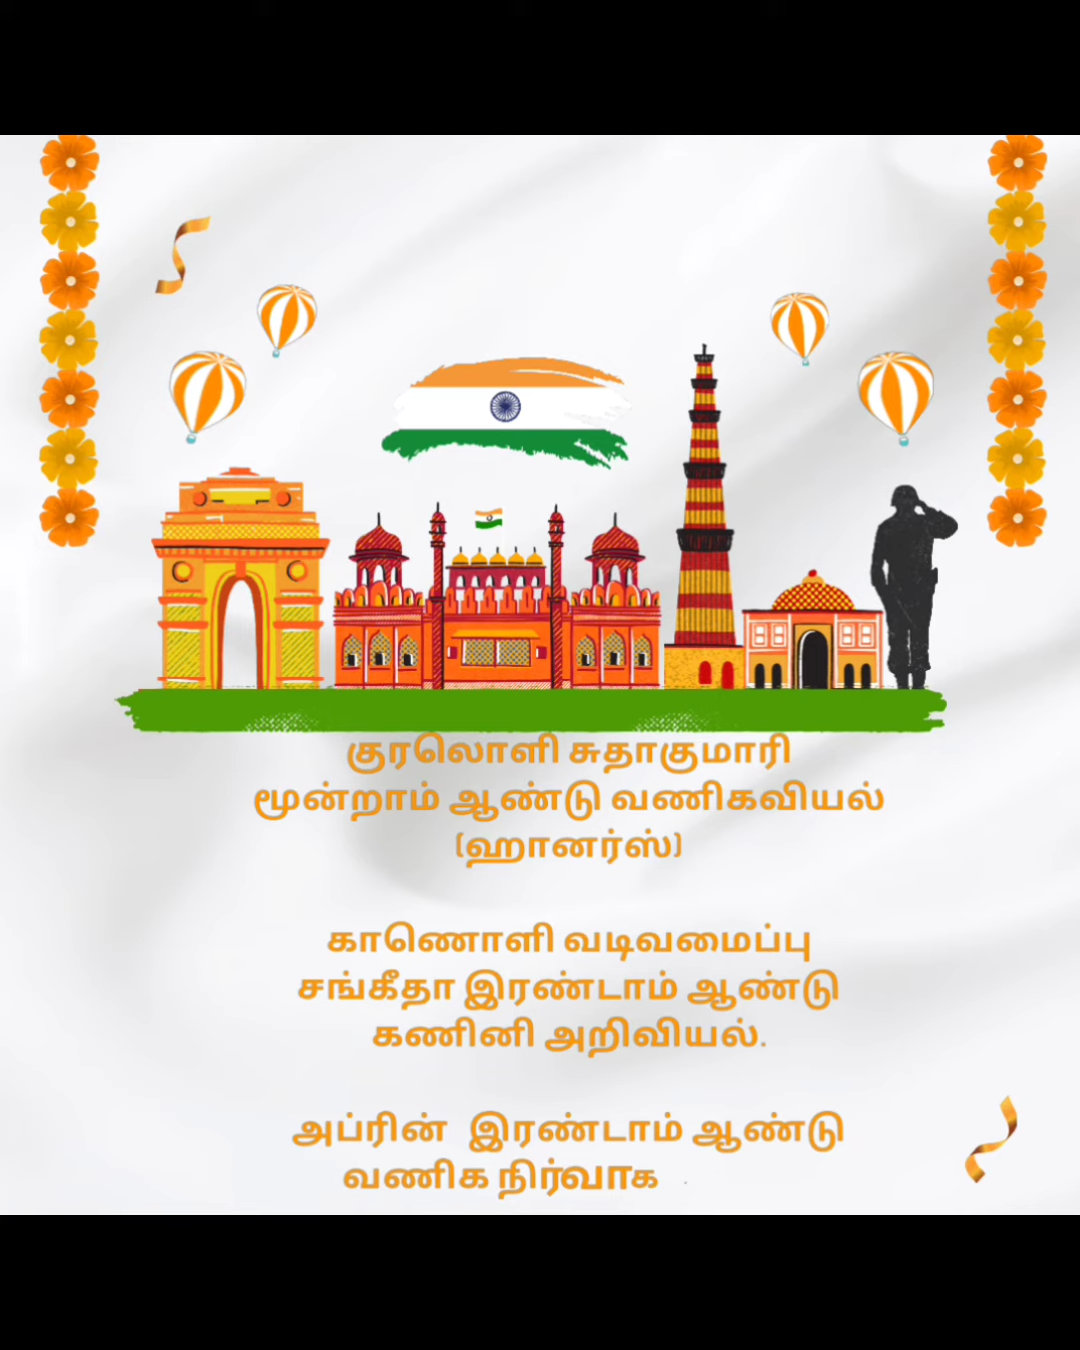 குரலொளி சுதாகுமாரி
மூன்றாம் ஆண்டு வணிகவியல்
(ஹானர்ஸ்)
காணொளி வடிவமைப்பு
சங்கீதா இரண்டாம் ஆண்டு
கணினி அறிவியல்.
அப்ரின் இரண்டாம் ஆண்டு
வணிக நிர்வாக